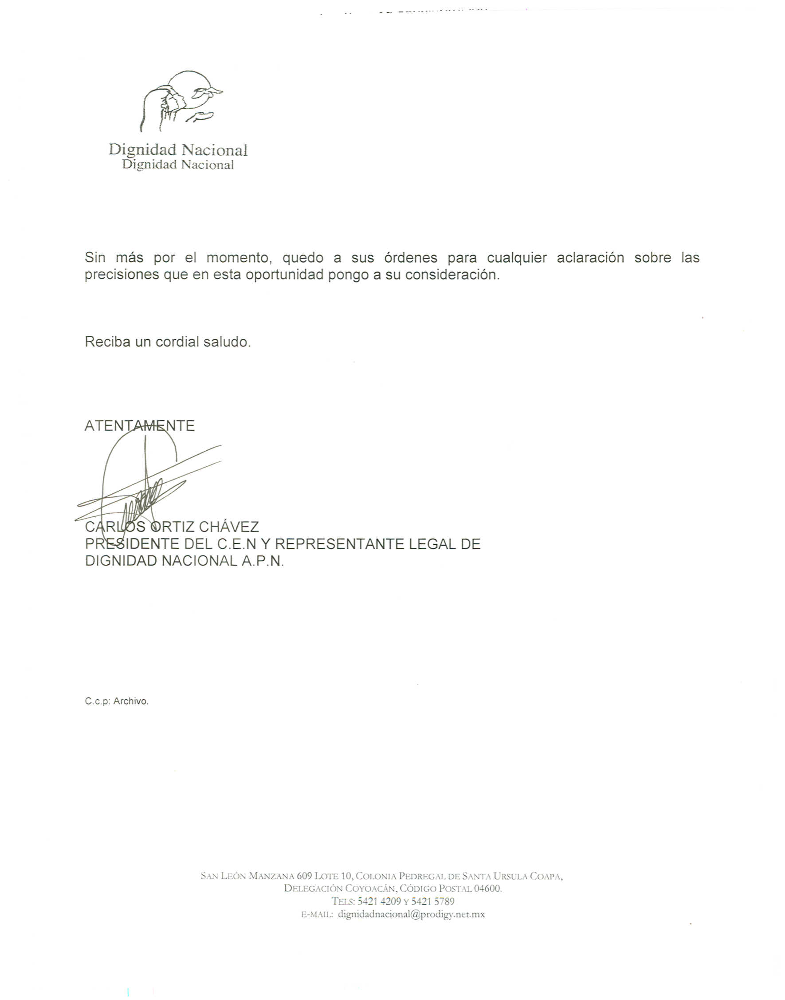 Dignidad Nacional
Dignidad Nacional
Sin más por el momento, quedo a sus órdenes para cualquier aclaración sobre las
precisiones que en esta oportunidad pongo a su consideración.
Reciba un cordial saludo.
ATENTAMENTE
CARLOS ORTIZ CHÁVEZ
PRESIDENTE DEL C.E.N Y REPRESENTANTE LEGAL DE
DIGNIDAD NACIONAL A.P.N.
C.c.p: Archivo.
SAN LEÓN MANZANA 609 LOTE 10, COLONIA PEDREGAL DE SANTA URSULA COAPA,
DELEGACIÓN COYOACÁN, CÓDIGO POSTAL 04600.
TELS: 5421 4209 Y 5421 5789
E-MAIL: dignidadnacional@prodigy.net.mx